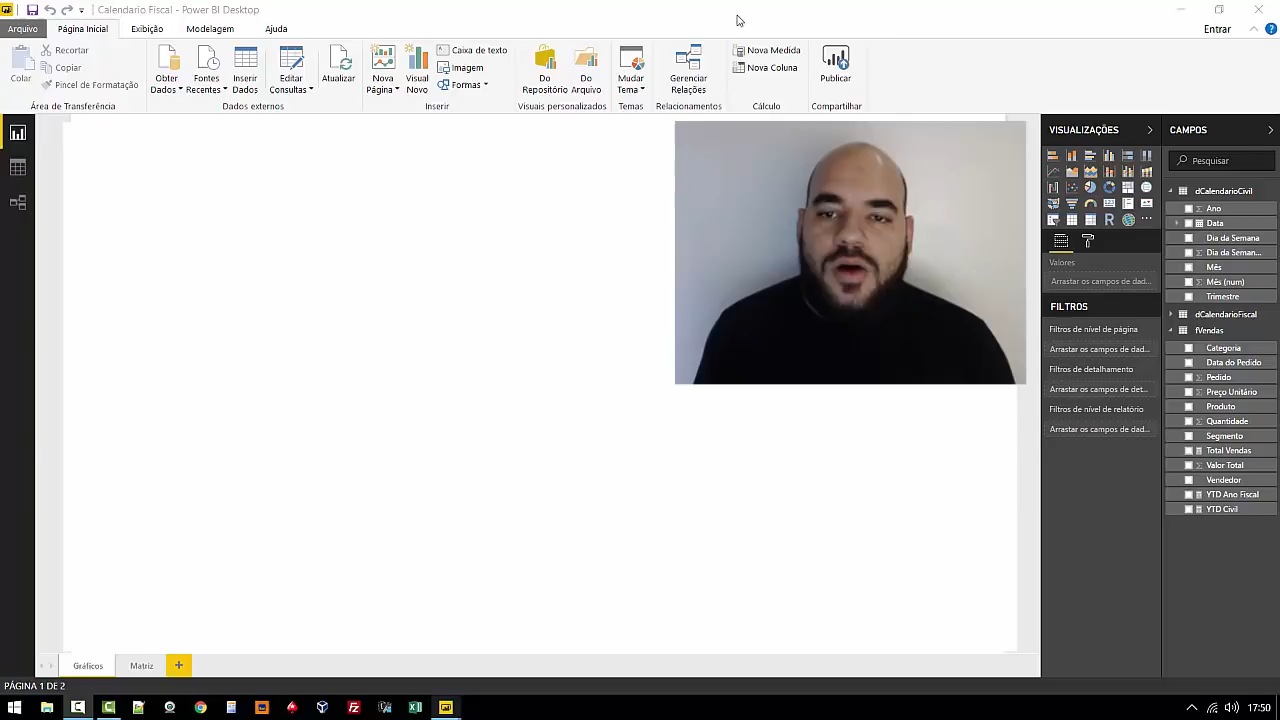 Calendario Fiscal - Power BI Desktop
Arquivo Página Inicial Exibição Modelagem Ajuda Entrar
Colar
Recortar
Copiar
Pincel de Formatação
Área de Transferência
Obter Dados
Fontes Recentes
Inserir Dados
Editar Consultas
Atualizar
Dados externos
Nova Página
Visual Novo
Caixa de texto
Imagem
Formas
Inserir
Do Repositório
Do Arquivo
Visuais personalizados
Mudar Tema
Temas
Gerenciar Relações
Relacionamentos
Nova Medida
Nova Coluna
Cálculo
Publicar
Compartilhar
VISUALIZAÇÕES
Valores
Arrastar os campos de dad...
FILTROS
Filtros de nível de página
Arrastar os campos de dad...
Filtros de detalhamento
Arrastar os campos de det...
Filtros de nível de relatório
Arrastar os campos de dad...
CAMPOS
Pesquisar
dCalendarioCivil
Ano
Data
Dia da Semana
Dia da Seman...
Mês
Mês (num)
Trimestre
dCalendarioFiscal
fVendas
Categoria
Data do Pedido
Pedido
Preço Unitário
Produto
Quantidade
Segmento
Total Vendas
Valor Total
Vendedor
YTD Ano Fiscal
YTD Civil
Gráficos Matriz
PÁGINA 1 DE 2
17:50